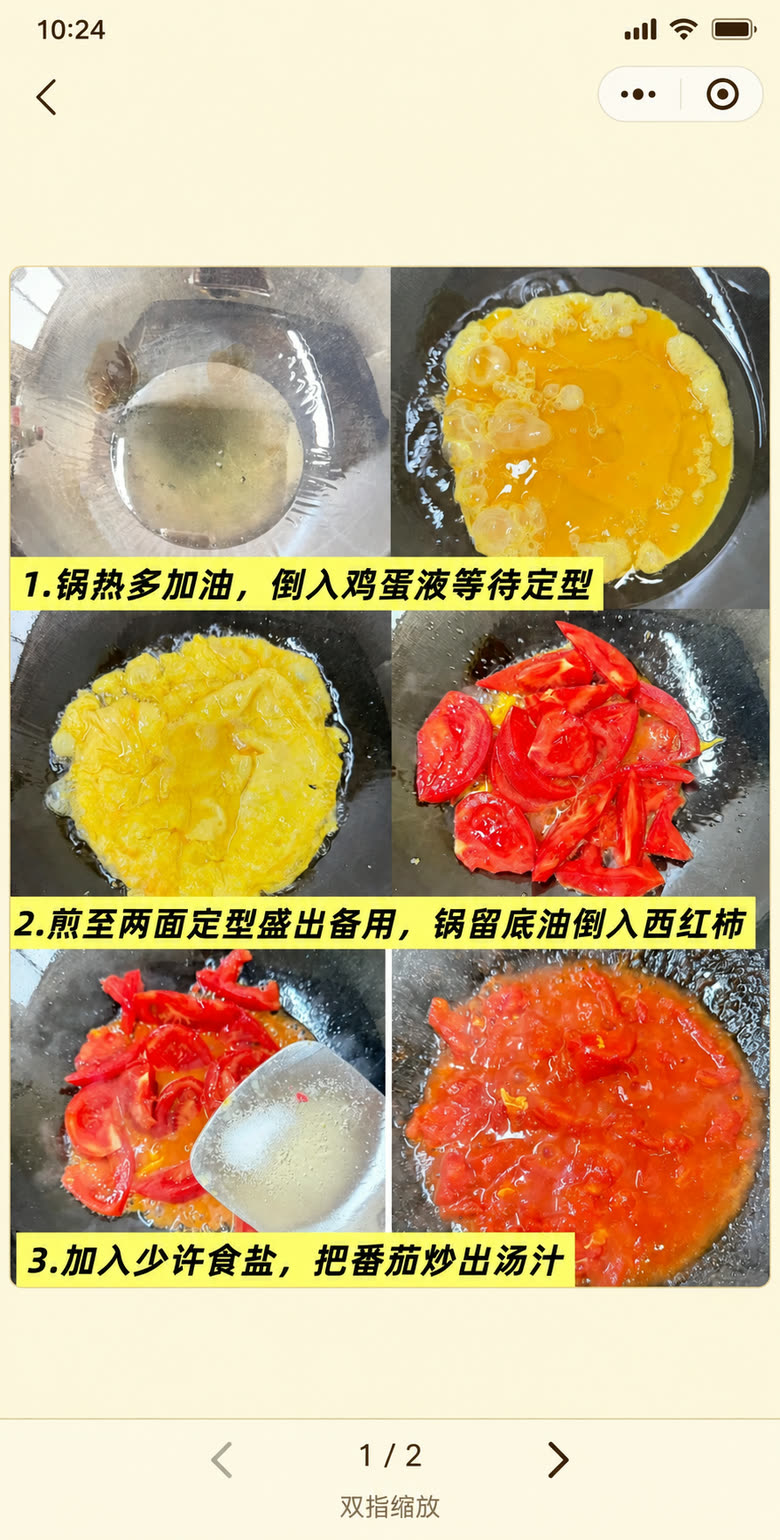 10:24
1.锅热多加油，倒入鸡蛋液等待定型
2.煎至两面定型盛出备用，锅留底油倒入西红柿
3.加入少许食盐，把番茄炒出汤汁
1 / 2
双指缩放